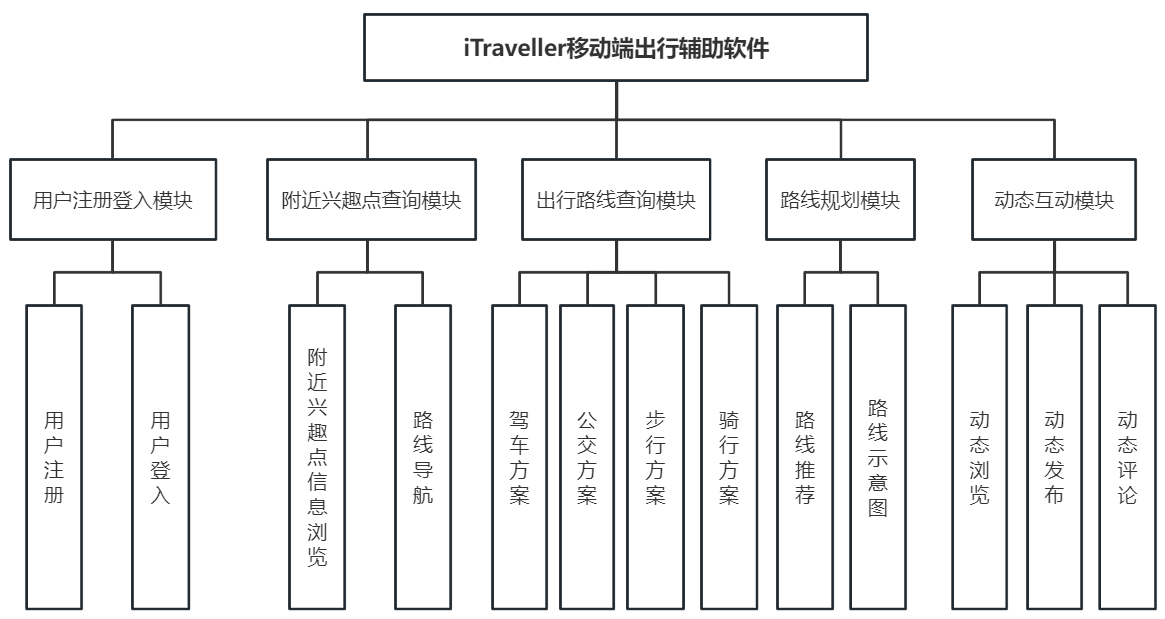 iTraveller移动端出行辅助软件
用户注册登入模块
附近兴趣点查询模块
出行路线查询模块
路线规划模块
动态互动模块
用户注册
用户登入
附近兴趣点信息浏览
路线导航
驾车方案
公交方案
步行方案
骑行方案
路线推荐
路线示意图
动态浏览
动态发布
动态评论